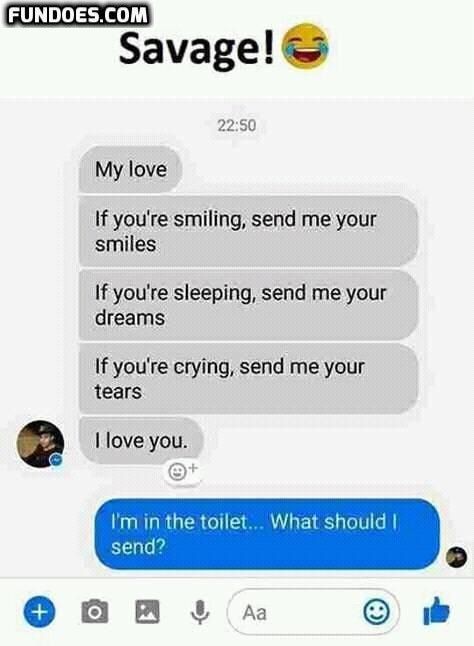 FUNDOES.COM
Savage!😂
22:50
My love
If you're smiling, send me your
smiles
If you're sleeping, send me your
dreams
If you're crying, send me your
tears
I love you.
I'm in the toilet... What should I
send?
Aa